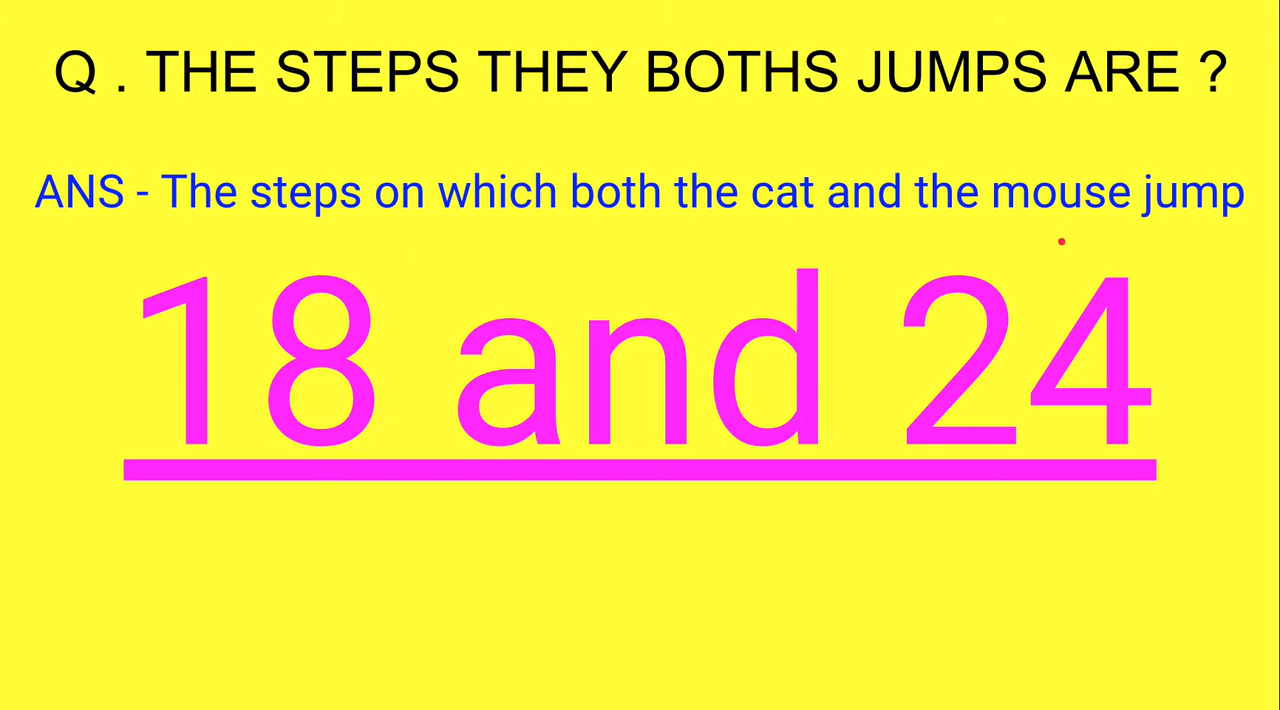 Q . THE STEPS THEY BOTHS JUMPS ARE ?
ANS - The steps on which both the cat and the mouse jump
18 and 24